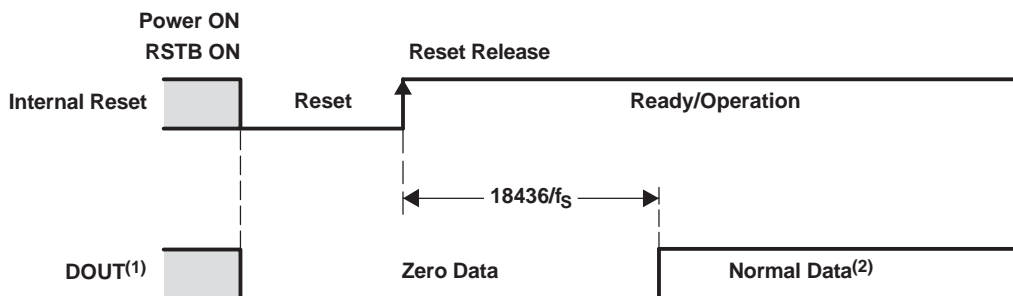 Power ON
RSTB ON
Reset Release
Internal Reset
Reset
Ready/Operation
18436/fS
DOUT(1)
Zero Data
Normal Data(2)